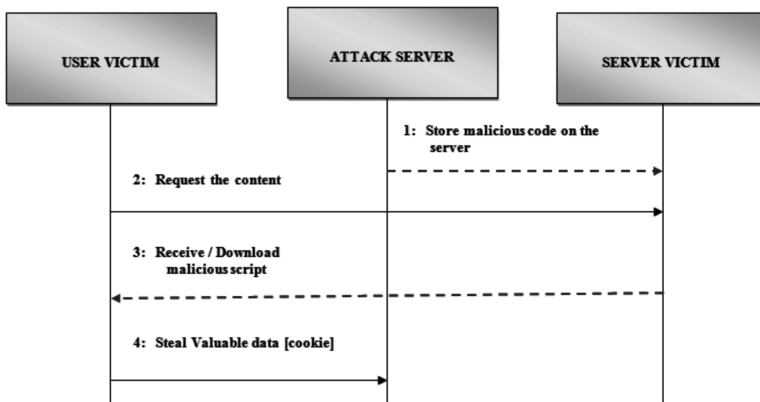 USER VICTIM
ATTACK SERVER
SERVER VICTIM
1: Store malicious code on the
server
2: Request the content
3: Receive / Download
malicious script
4: Steal Valuable data [cookie]